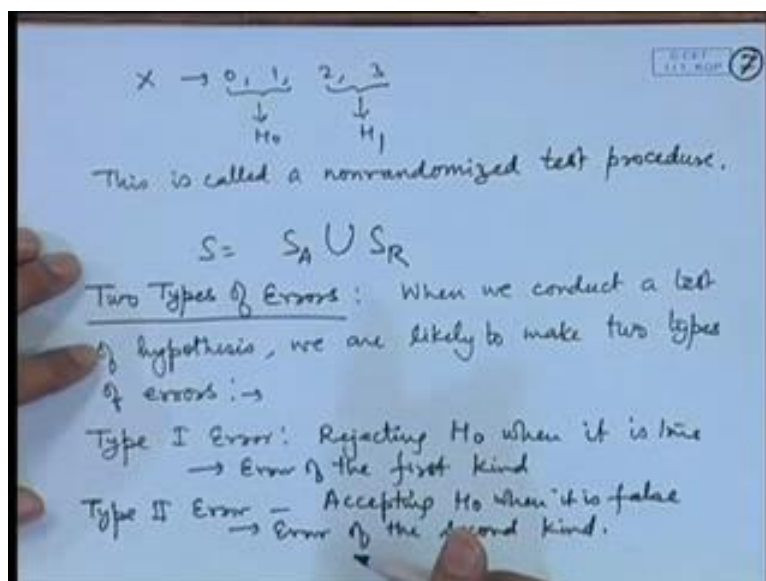 X → 0, 1, 2, 3
↓ ↓
H₀ H₁
This is called a nonrandomized test procedure.
S = S_A ∪ S_R
Two Types of Errors: When we conduct a test
of hypothesis, we are likely to make two types
of errors: →
Type I Error: Rejecting H₀ when it is true
→ Error of the first kind
Type II Error – Accepting H₀ when it is false
→ Error of the second kind.
7